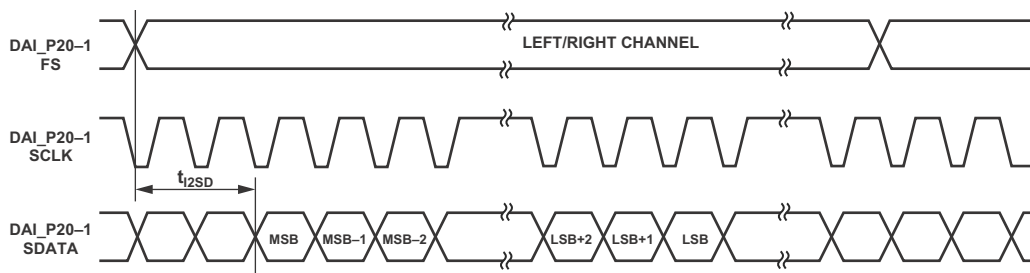 DAI_P20–1
FS
LEFT/RIGHT CHANNEL
DAI_P20–1
SCLK
tI2SD
DAI_P20–1
SDATA
MSB
MSB–1
MSB–2
LSB+2
LSB+1
LSB